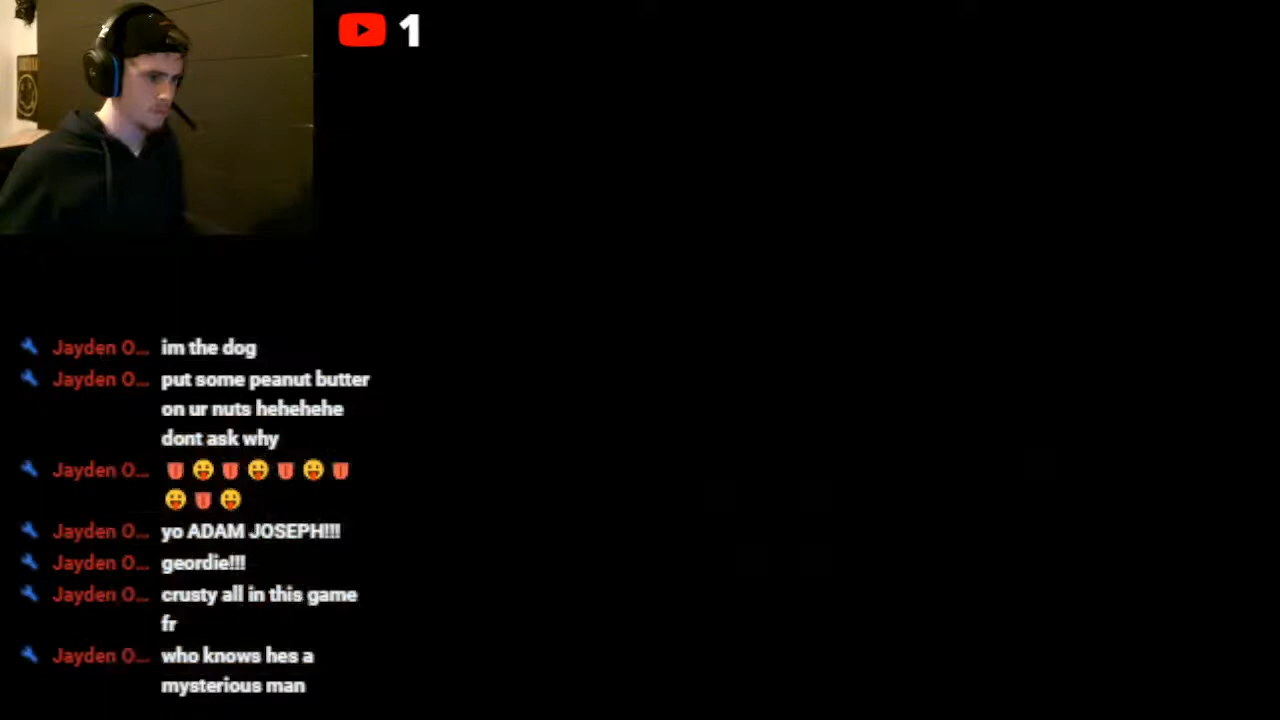 1
Jayden O... im the dog
Jayden O... put some peanut butter
on ur nuts hehehehe
dont ask why
Jayden O... 👅😛👅😛👅😛👅
😛👅😛
Jayden O... yo ADAM JOSEPH!!!
Jayden O... geordie!!!
Jayden O... crusty all in this game
fr
Jayden O... who knows hes a
mysterious man